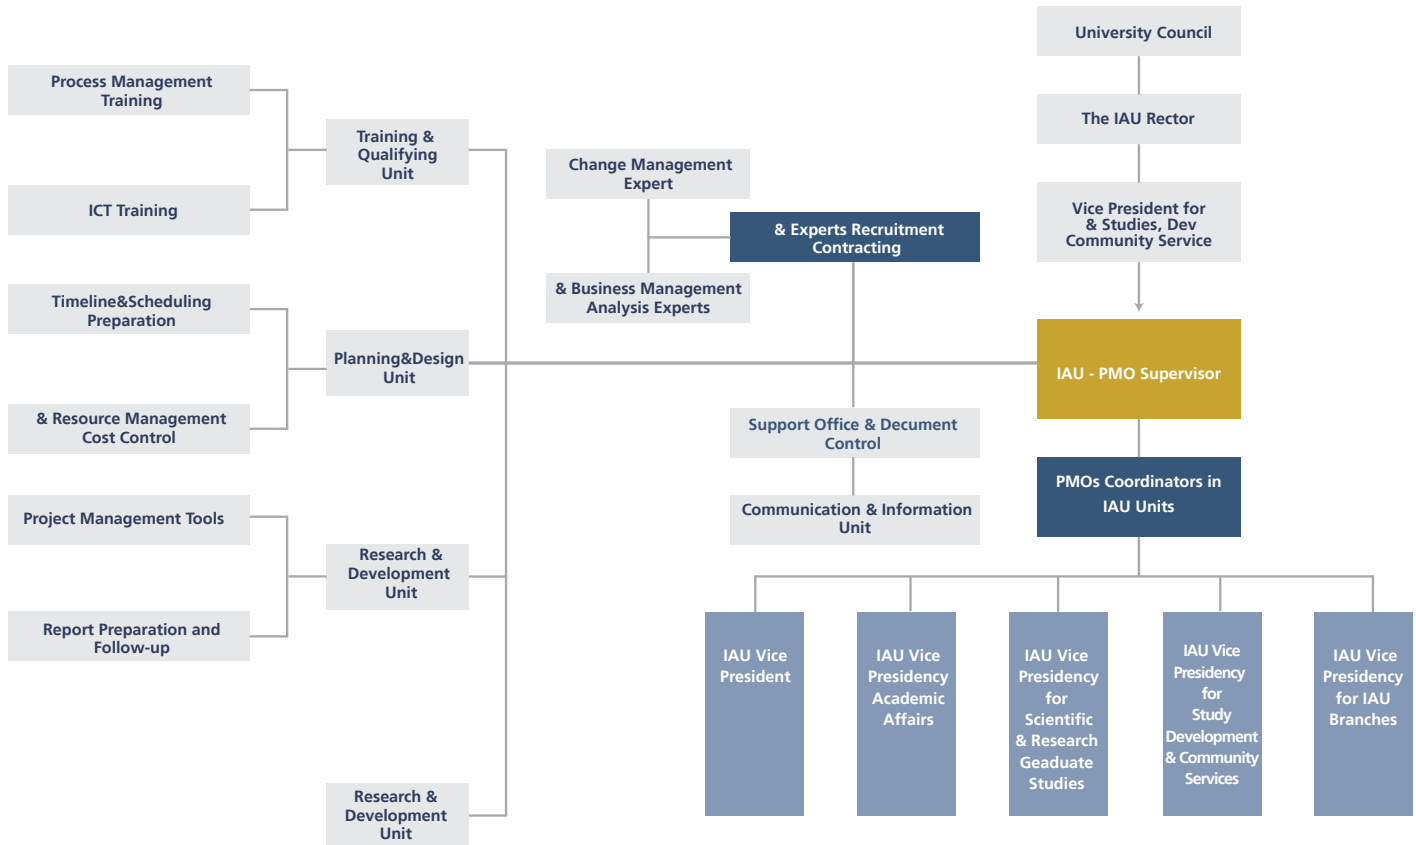 University Council
The IAU Rector
Vice President for
& Studies, Dev
Community Service
IAU - PMO Supervisor
PMOs Coordinators in
IAU Units
IAU Vice
President
IAU Vice
Presidency
Academic
Affairs
IAU Vice
Presidency
for
Scientific
& Research
Geaduate
Studies
IAU Vice
Presidency
for
Study
Development
& Community
Services
IAU Vice
Presidency
for IAU
Branches
& Experts Recruitment
Contracting
Change Management
Expert
& Business Management
Analysis Experts
Support Office & Decument
Control
Communication & Information
Unit
Training &
Qualifying
Unit
Process Management
Training
ICT Training
Planning&Design
Unit
Timeline&Scheduling
Preparation
& Resource Management
Cost Control
Research &
Development
Unit
Project Management Tools
Report Preparation and
Follow-up
Research &
Development
Unit